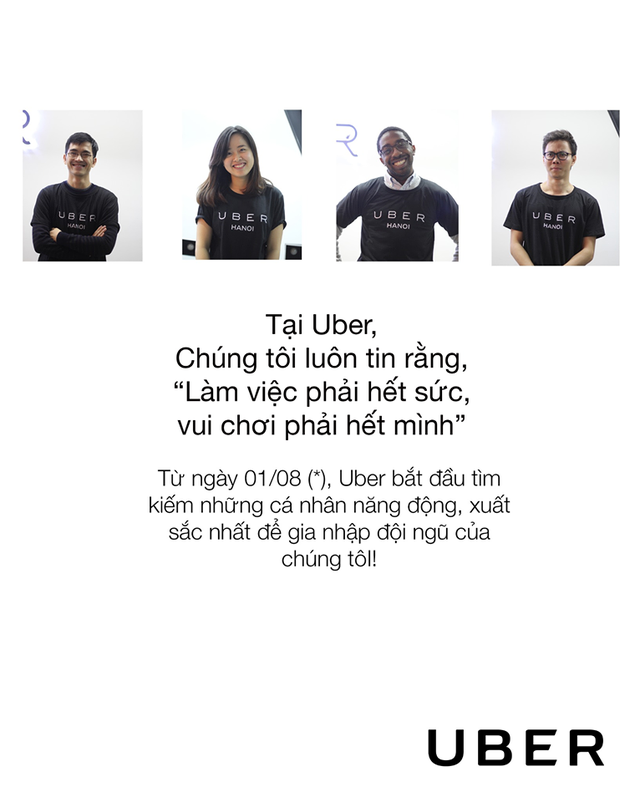 R
UBER
HANOI
UBER
HANOI
R
UBER
HANOI
UBER
HANOI
Tại Uber,
Chúng tôi luôn tin rằng,
“Làm việc phải hết sức,
vui chơi phải hết mình”
Từ ngày 01/08 (*), Uber bắt đầu tìm
kiếm những cá nhân năng động, xuất
sắc nhất để gia nhập đội ngũ của
chúng tôI!
UBER